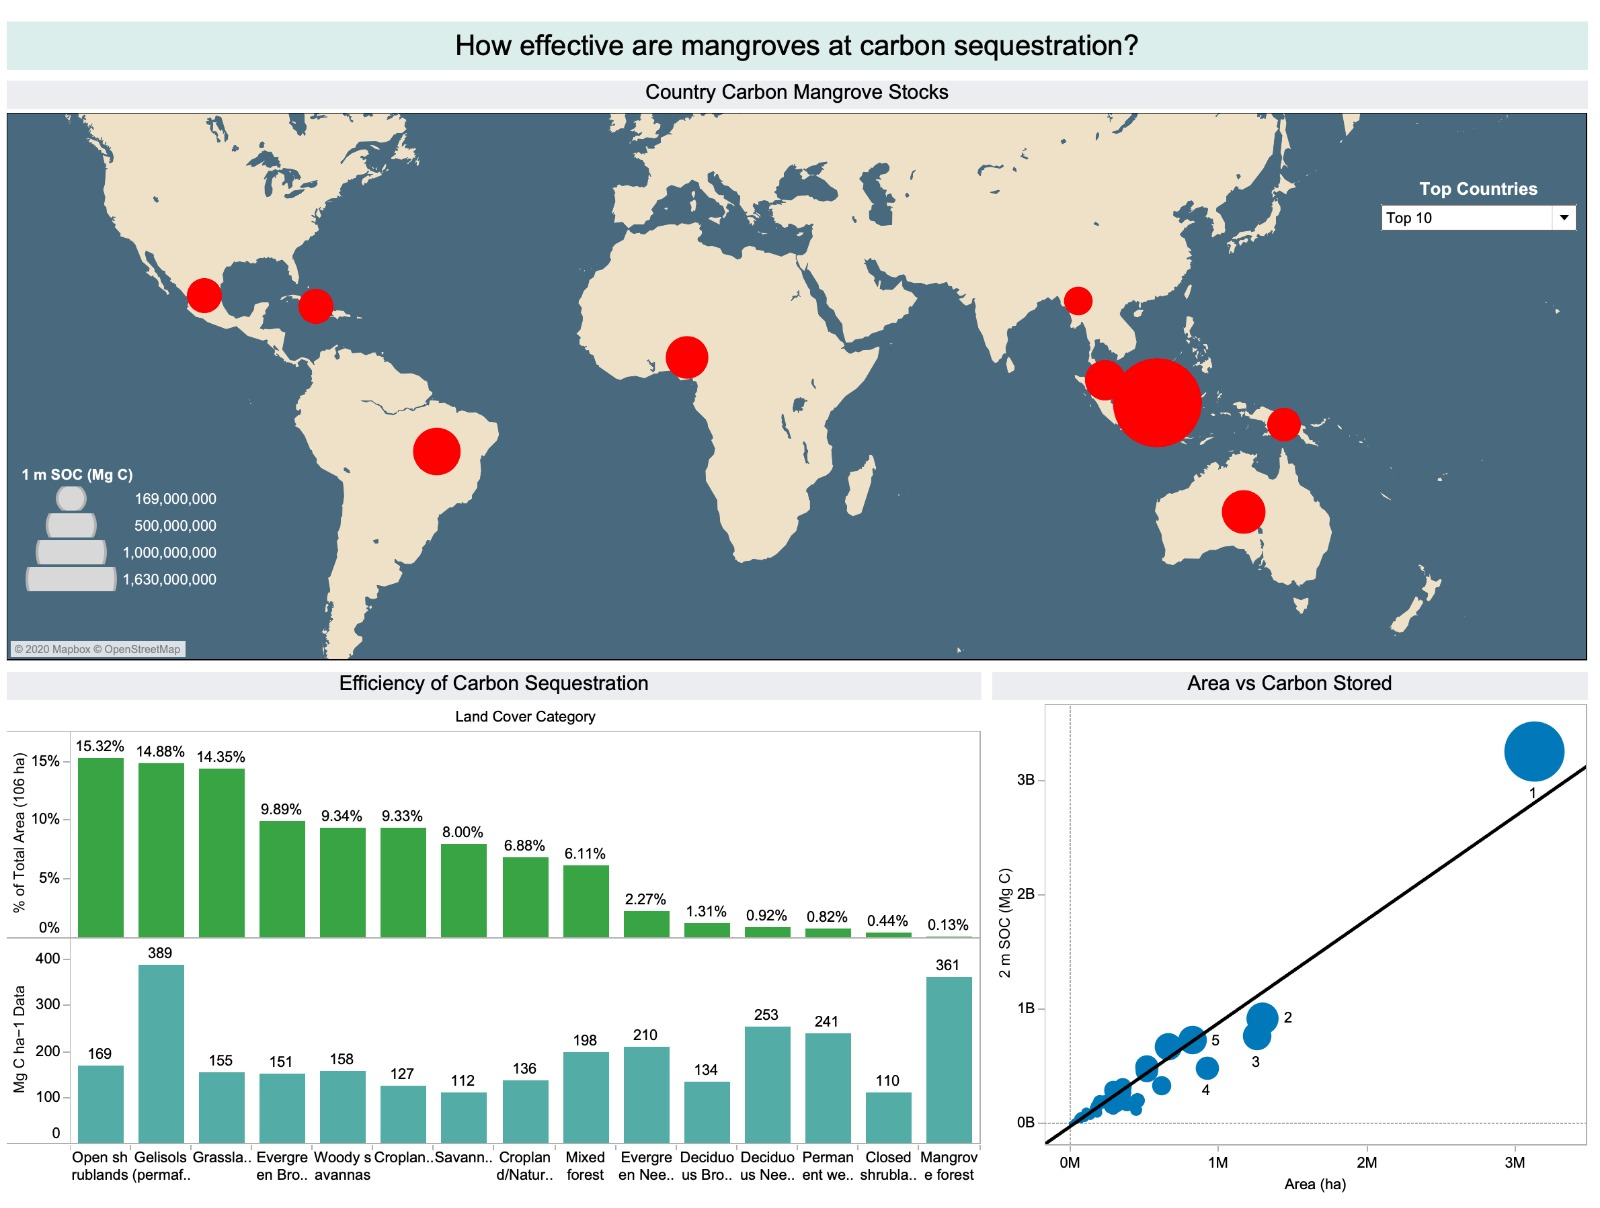 How effective are mangroves at carbon sequestration?
Country Carbon Mangrove Stocks
Top Countries
Top 10
1 m SOC (Mg C)
169,000,000
500,000,000
1,000,000,000
1,630,000,000
© 2020 Mapbox © OpenStreetMap
Efficiency of Carbon Sequestration
Land Cover Category
% of Total Area (106 ha)
15%
10%
5%
0%
15.32%
14.88%
14.35%
9.89%
9.34%
9.33%
8.00%
6.88%
6.11%
2.27%
1.31%
0.92%
0.82%
0.44%
0.13%
Mg C ha−1 Data
400
300
200
100
0
169
389
155
151
158
127
112
136
198
210
134
253
241
110
361
Open sh
rublands
Gelisols
(permaf..
Grassla..
Evergre
en Bro..
Woody s
avannas
Croplan..
Savann..
Croplan
d/Natur..
Mixed
forest
Evergre
en Nee..
Deciduo
us Bro..
Deciduo
us Nee..
Perman
ent we..
Closed
shrubla..
Mangrov
e forest
Area vs Carbon Stored
2 m SOC (Mg C)
3B
2B
1B
0B
1
2
3
4
5
0M
1M
2M
3M
Area (ha)